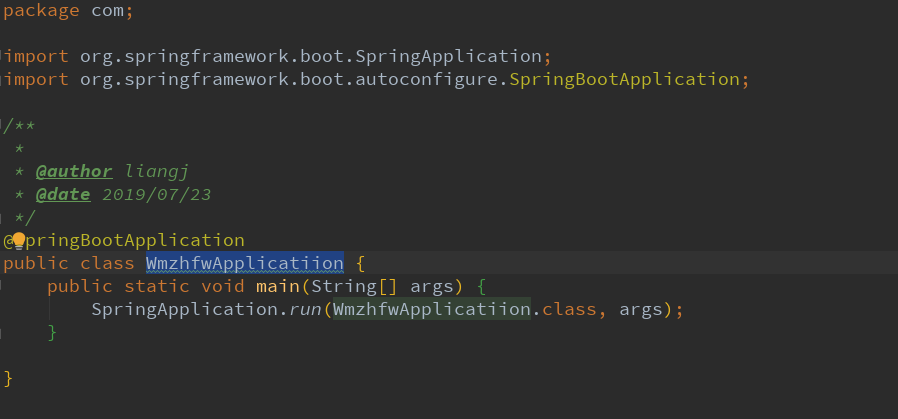 package com;
import org.springframework.boot.SpringApplication;
import org.springframework.boot.autoconfigure.SpringBootApplication;
/**
 *
 * @author liangj
 * @date 2019/07/23
 */
@SpringBootApplication
public class WmzhfwApplicatiion {
    public static void main(String[] args) {
        SpringApplication.run(WmzhfwApplicatiion.class, args);
    }
}